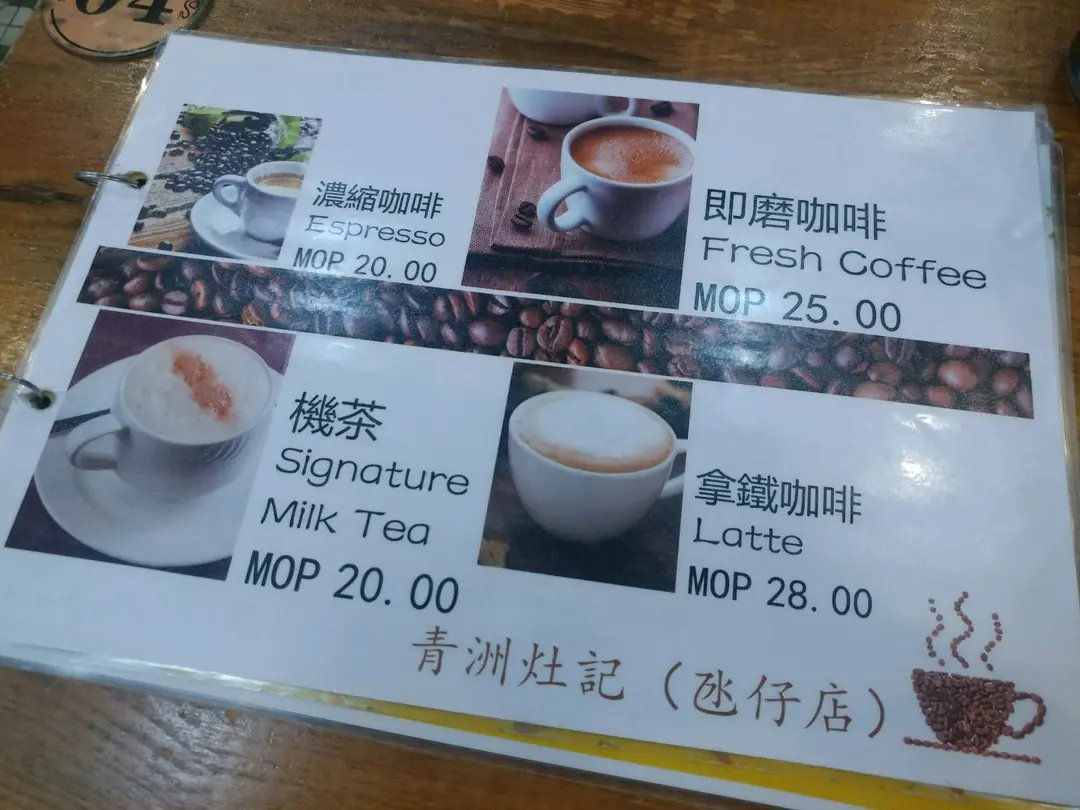 04
濃縮咖啡
Espresso
MOP 20.00
即磨咖啡
Fresh Coffee
MOP 25.00
機茶
Signature
Milk Tea
MOP 20.00
拿鐵咖啡
Latte
MOP 28.00
青洲灶記（氹仔店）